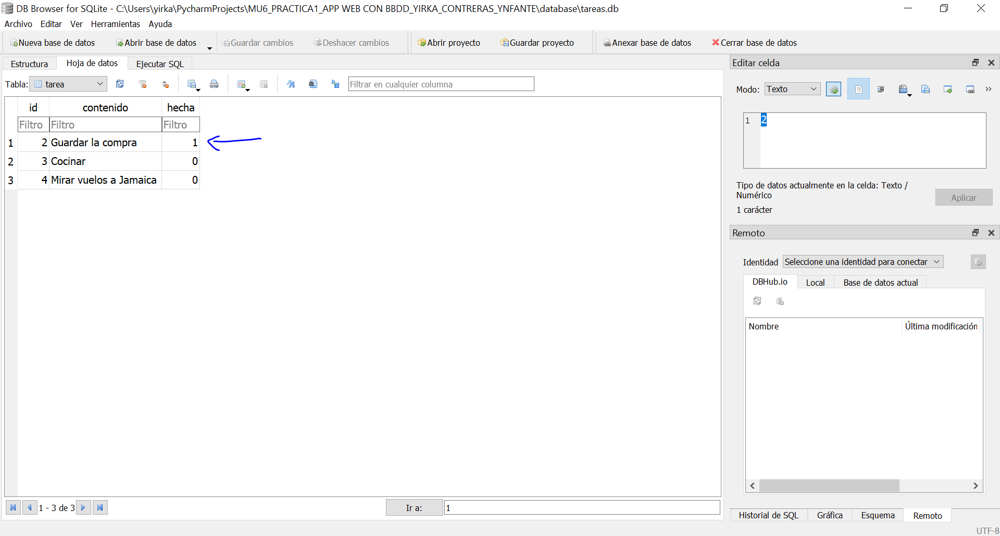 DB Browser for SQLite - C:\Users\yirka\PycharmProjects\MU6_PRACTICA1_APP WEB CON BBDD_YIRKA_CONTRERAS_YNFANTE\database\tareas.db
Archivo Editar Ver Herramientas Ayuda
Nueva base de datos Abrir base de datos Guardar cambios Deshacer cambios Abrir proyecto Guardar proyecto Anexar base de datos Cerrar base de datos
Estructura Hoja de datos Ejecutar SQL
Tabla: tarea Filtrar en cualquier columna
id contenido hecha
Filtro Filtro Filtro
1 2 Guardar la compra 1
2 3 Cocinar 0
3 4 Mirar vuelos a Jamaica 0
1 - 3 de 3 Ir a: 1
Editar celda
Modo: Texto
1 2
Tipo de datos actualmente en la celda: Texto /
Numérico
Aplicar
1 carácter
Remoto
Identidad Seleccione una identidad para conectar
DBHub.io Local Base de datos actual
Nombre Última modificación
Historial de SQL Gráfica Esquema Remoto
UTF-8